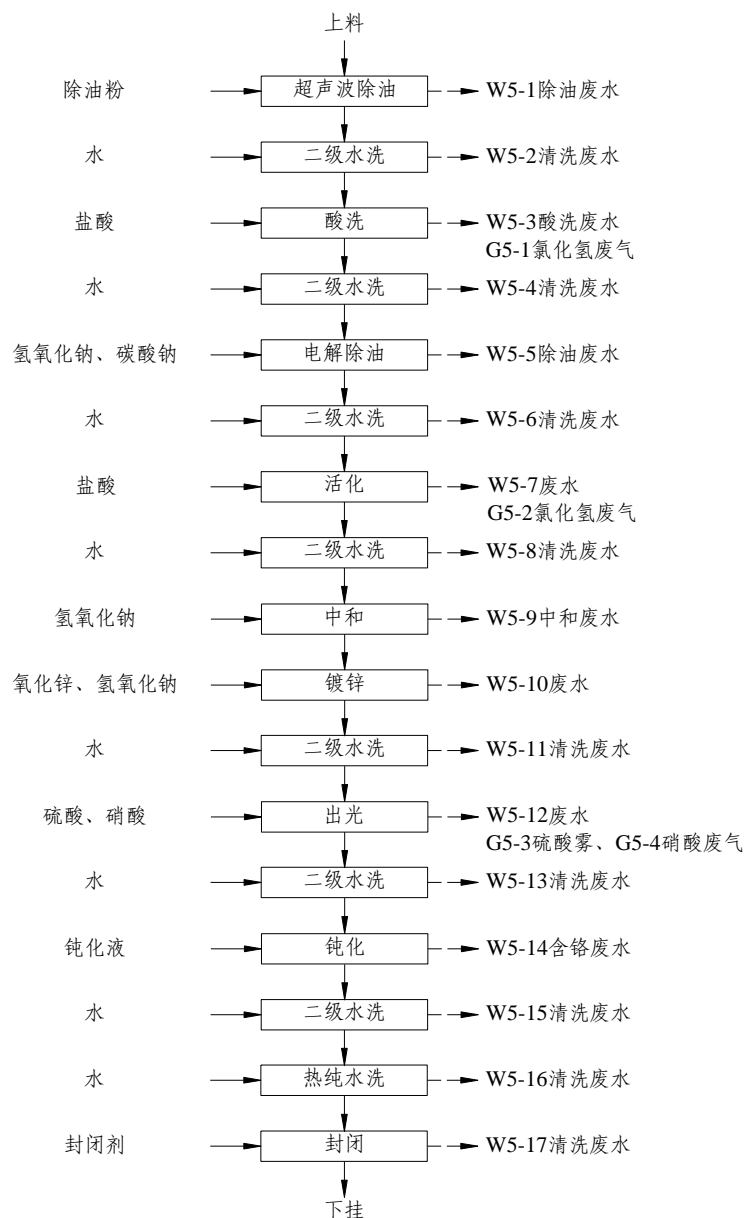 上料
除油粉 超声波除油 W5-1除油废水
水 二级水洗 W5-2清洗废水
盐酸 酸洗 W5-3酸洗废水
G5-1氯化氢废气
水 二级水洗 W5-4清洗废水
氢氧化钠、碳酸钠 电解除油 W5-5除油废水
水 二级水洗 W5-6清洗废水
盐酸 活化 W5-7废水
G5-2氯化氢废气
水 二级水洗 W5-8清洗废水
氢氧化钠 中和 W5-9中和废水
氧化锌、氢氧化钠 镀锌 W5-10废水
水 二级水洗 W5-11清洗废水
硫酸、硝酸 出光 W5-12废水
G5-3硫酸雾、G5-4硝酸废气
水 二级水洗 W5-13清洗废水
钝化液 钝化 W5-14含铬废水
水 二级水洗 W5-15清洗废水
水 热纯水洗 W5-16清洗废水
封闭剂 封闭 W5-17清洗废水
下挂